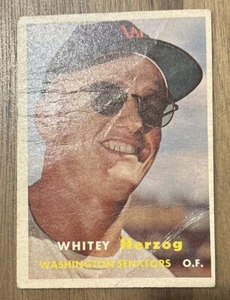 W
WHITEY Herzog
WASHINGTON SENATORS O.F.